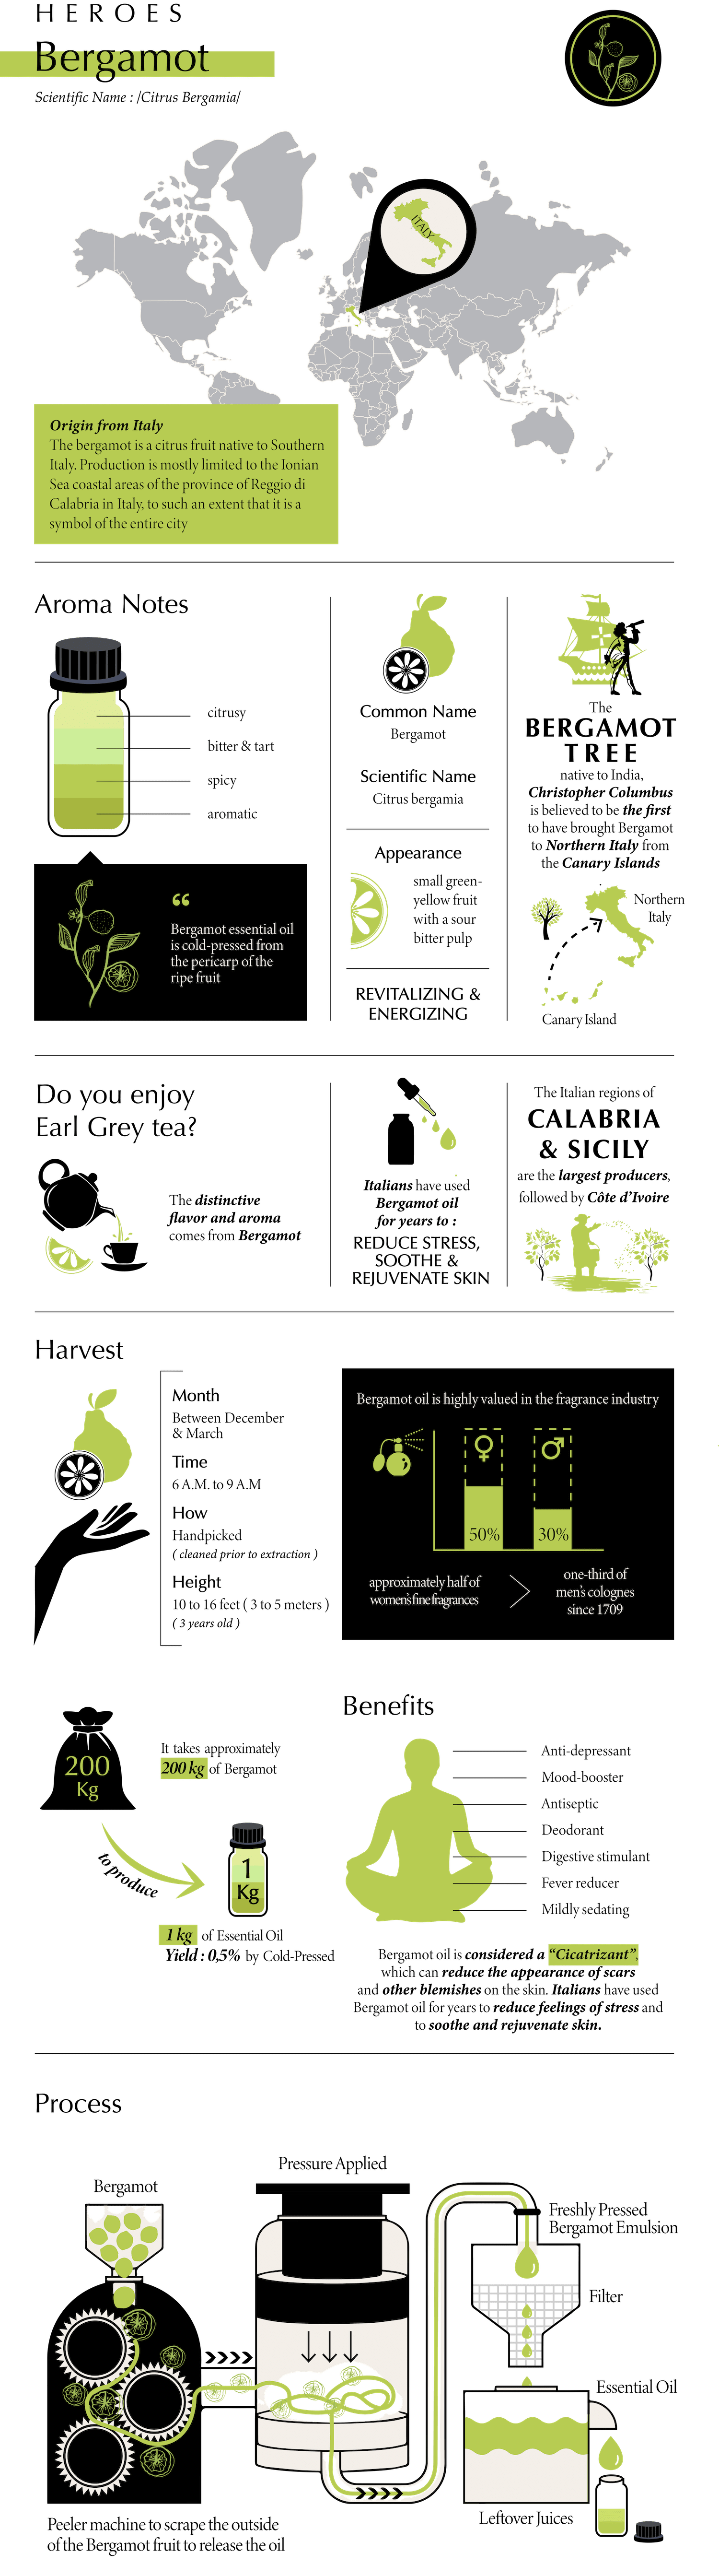 HEROES
Bergamot
Scientific Name : /Citrus Bergamia/
ITALY
Origin from Italy
The bergamot is a citrus fruit native to Southern
Italy. Production is mostly limited to the Ionian
Sea coastal areas of the province of Reggio di
Calabria in Italy, to such an extent that it is a
symbol of the entire city
Aroma Notes
citrusy
bitter & tart
spicy
aromatic
“
Bergamot essential oil
is cold-pressed from
the pericarp of the
ripe fruit
Common Name
Bergamot
Scientific Name
Citrus bergamia
Appearance
small green-
yellow fruit
with a sour
bitter pulp
REVITALIZING &
ENERGIZING
The
BERGAMOT
TREE
native to India,
Christopher Columbus
is believed to be the first
to have brought Bergamot
to Northern Italy from
the Canary Islands
Northern
Italy
Canary Island
Do you enjoy
Earl Grey tea?
The distinctive
flavor and aroma
comes from Bergamot
Italians have used
Bergamot oil
for years to :
REDUCE STRESS,
SOOTHE &
REJUVENATE SKIN
The Italian regions of
CALABRIA
& SICILY
are the largest producers,
followed by Côte d’Ivoire
Harvest
Month
Between December
& March
Time
6 A.M. to 9 A.M
How
Handpicked
( cleaned prior to extraction )
Height
10 to 16 feet ( 3 to 5 meters )
( 3 years old )
Bergamot oil is highly valued in the fragrance industry
50%
30%
approximately half of
women's fine fragrances
one-third of
men's colognes
since 1709
200
Kg
It takes approximately
200 kg of Bergamot
to produce
1
Kg
1 kg of Essential Oil
Yield : 0,5% by Cold-Pressed
Benefits
Anti-depressant
Mood-booster
Antiseptic
Deodorant
Digestive stimulant
Fever reducer
Mildly sedating
Bergamot oil is considered a “Cicatrizant”,
which can reduce the appearance of scars
and other blemishes on the skin. Italians have used
Bergamot oil for years to reduce feelings of stress and
to soothe and rejuvenate skin.
Process
Bergamot
Pressure Applied
Freshly Pressed
Bergamot Emulsion
Filter
Essential Oil
Leftover Juices
Peeler machine to scrape the outside
of the Bergamot fruit to release the oil